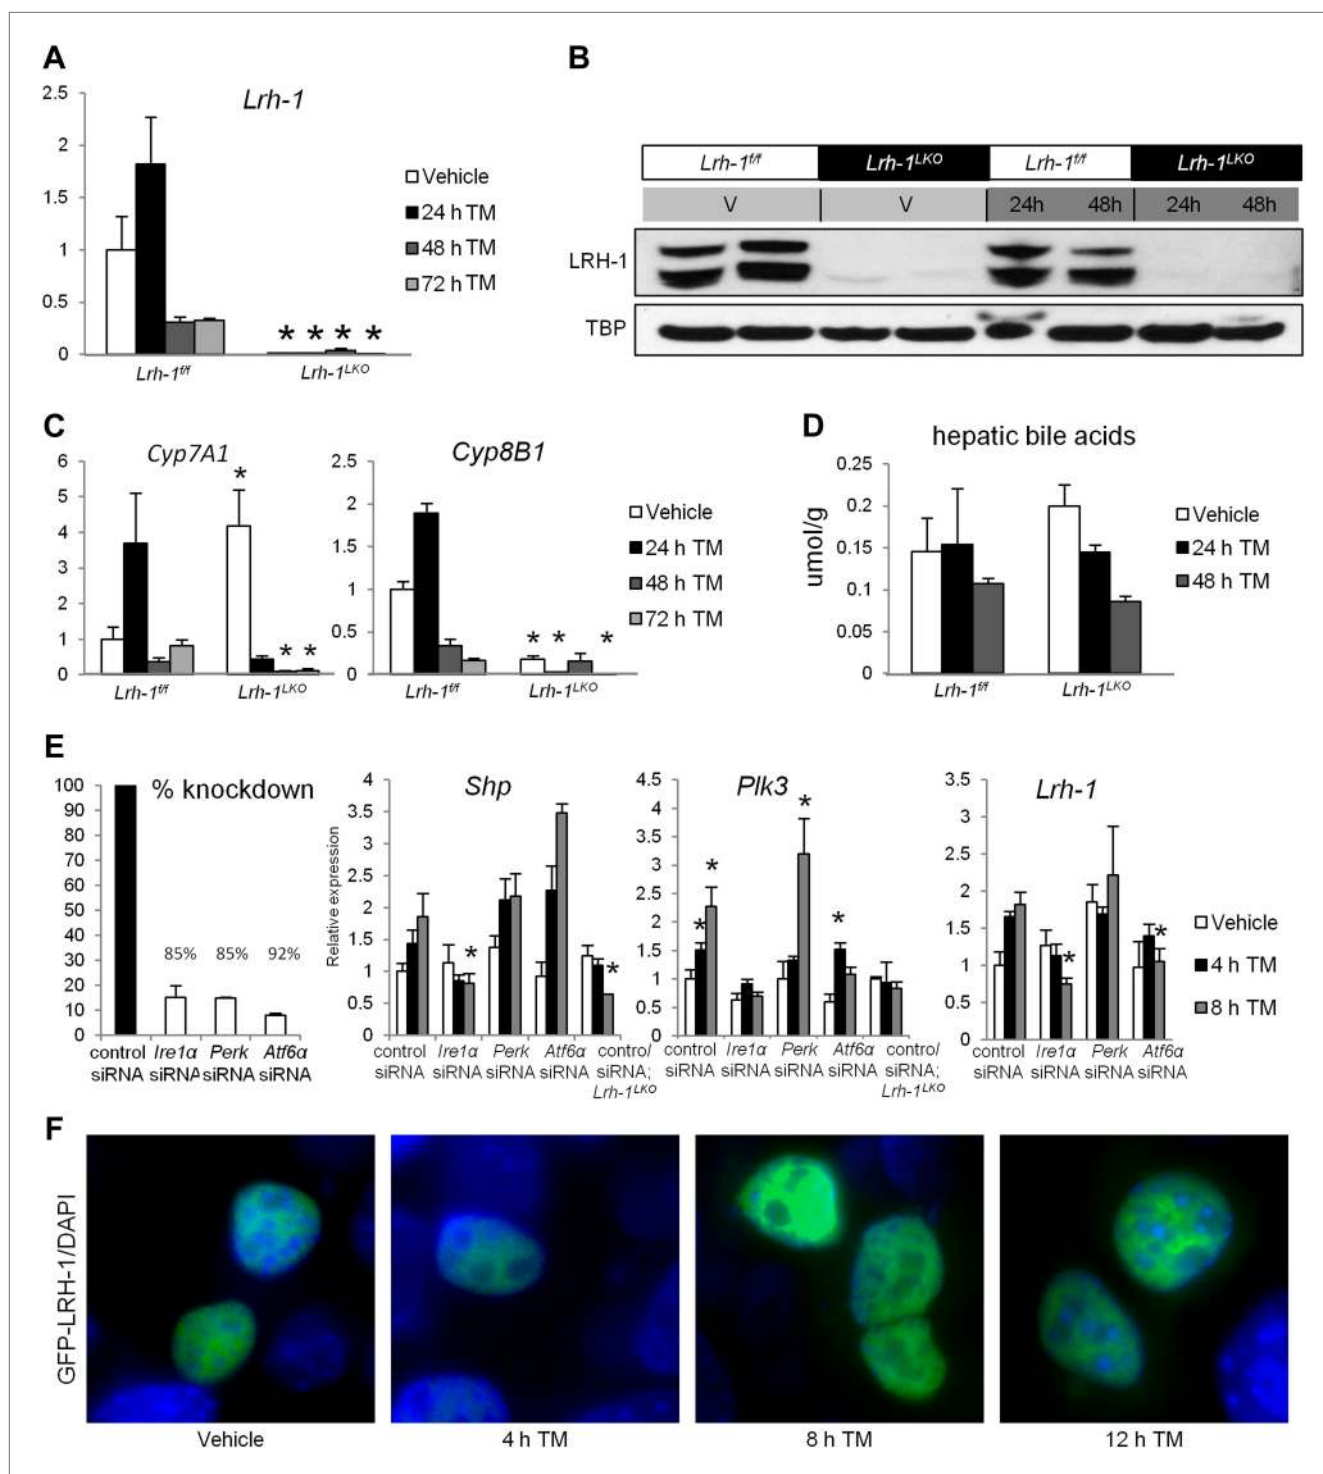 A
Lrh-1
2.5
2
1.5
1
0.5
0
Vehicle
24 h TM
48 h TM
72 h TM
* * * *
Lrh-1f/f
Lrh-1LKO
B
Lrh-1f/f Lrh-1LKO Lrh-1f/f Lrh-1LKO
V V 24h 48h 24h 48h
LRH-1
TBP
C
Cyp7A1
6
5
4
3
2
1
0
*
* *
Lrh-1f/f
Lrh-1LKO
Cyp8B1
2.5
2
1.5
1
0.5
0
* * *
Lrh-1f/f
Lrh-1LKO
Vehicle
24 h TM
48 h TM
72 h TM
D
hepatic bile acids
umol/g
0.25
0.2
0.15
0.1
0.05
0
Lrh-1f/f
Lrh-1LKO
Vehicle
24 h TM
48 h TM
E
% knockdown
100
90
80
70
60
50
40
30
20
10
0
85% 85% 92%
control Ire1α Perk Atf6α
siRNA siRNA siRNA siRNA
Shp
Relative expression
4
3.5
3
2.5
2
1.5
1
0.5
0
* *
control Ire1α Perk Atf6α control
siRNA siRNA siRNA siRNA siRNA;
Lrh-1LKO
Plk3
4.5
4
3.5
3
2.5
2
1.5
1
0.5
0
* * * *
control Ire1α Perk Atf6α control
siRNA siRNA siRNA siRNA siRNA;
Lrh-1LKO
Lrh-1
3.5
3
2.5
2
1.5
1
0.5
0
* *
control Ire1α Perk Atf6α
siRNA siRNA siRNA siRNA
Vehicle
4 h TM
8 h TM
F
GFP-LRH-1/DAPI
Vehicle
4 h TM
8 h TM
12 h TM